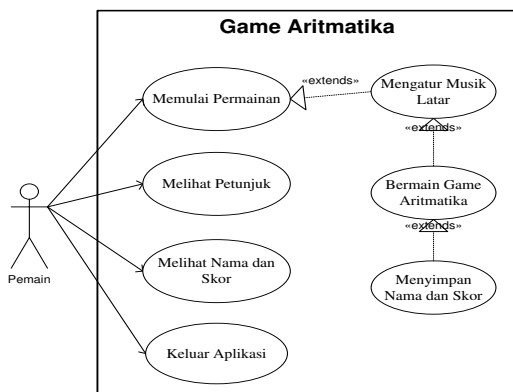 Game Aritmatika
«extends»
Memulai Permainan
Mengatur Musik
Latar
«extends»
Melihat Petunjuk
Bermain Game
Aritmatika
«extends»
Pemain
Melihat Nama dan
Skor
Menyimpan
Nama dan Skor
Keluar Aplikasi